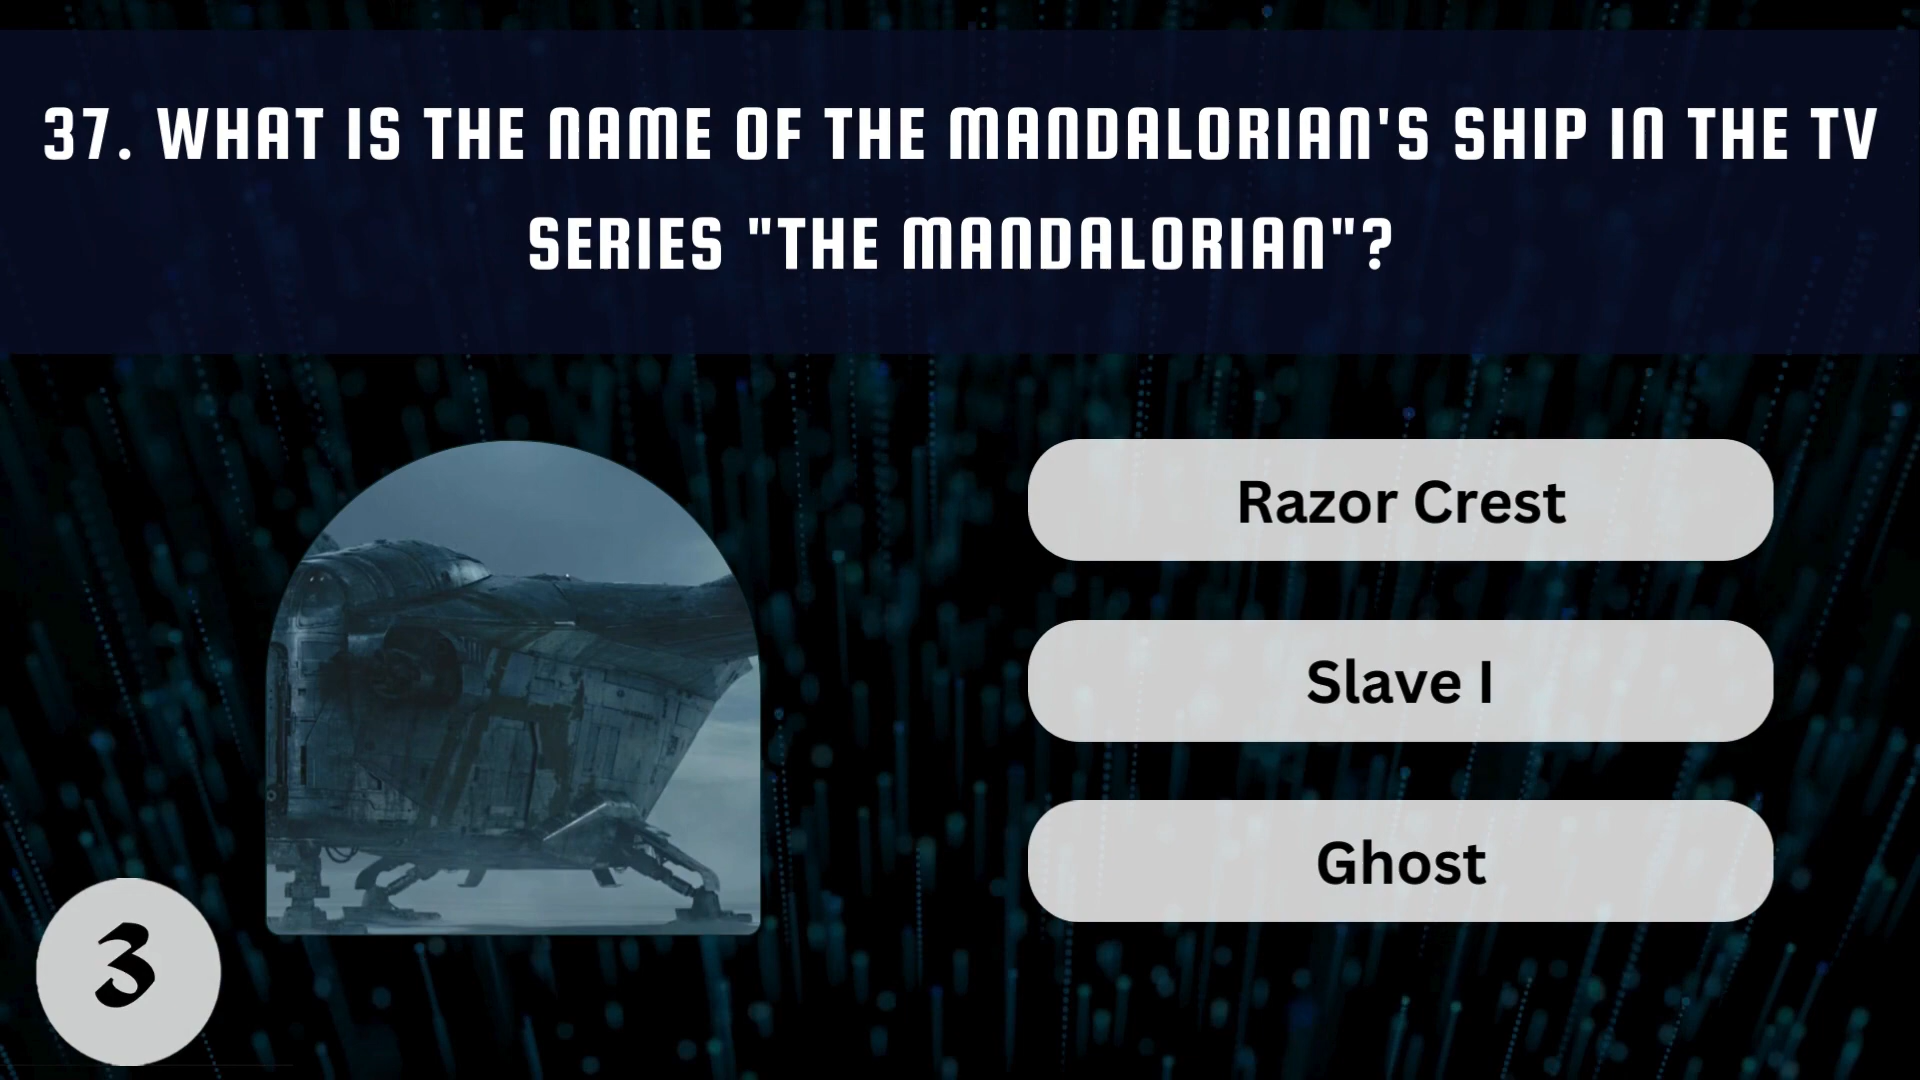 37. WHAT IS THE NAME OF THE MANDALORIAN'S SHIP IN THE TV
SERIES "THE MANDALORIAN"?
Razor Crest
Slave I
Ghost
3